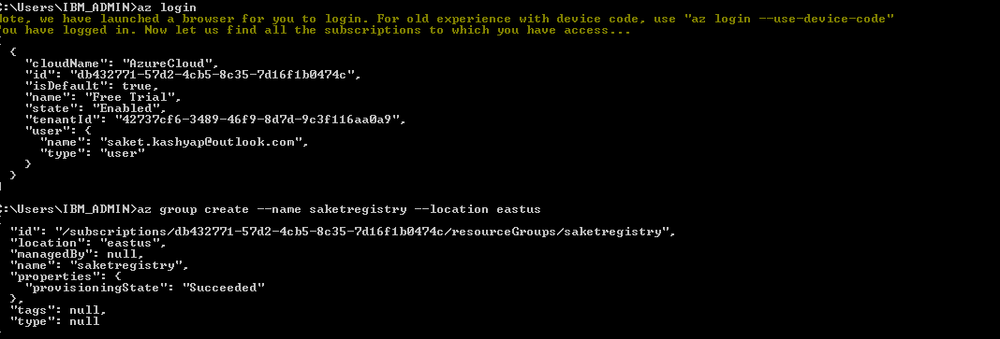 C:\Users\IBM_ADMIN>az login
ote, we have launched a browser for you to login. For old experience with device code, use "az login --use-device-code"
ou have logged in. Now let us find all the subscriptions to which you have access...
[
{
"cloudName": "AzureCloud",
"id": "db432771-57d2-4cb5-8c35-7d16f1b0474c",
"isDefault": true,
"name": "Free Trial",
"state": "Enabled",
"tenantId": "42737cf6-3489-46f9-8d7d-9c3f116aa0a9",
"user": {
"name": "saket.kashyap@outlook.com",
"type": "user"
}
}
]
C:\Users\IBM_ADMIN>az group create --name saketregistry --location eastus
{
"id": "/subscriptions/db432771-57d2-4cb5-8c35-7d16f1b0474c/resourceGroups/saketregistry",
"location": "eastus",
"managedBy": null,
"name": "saketregistry",
"properties": {
"provisioningState": "Succeeded"
},
"tags": null,
"type": null